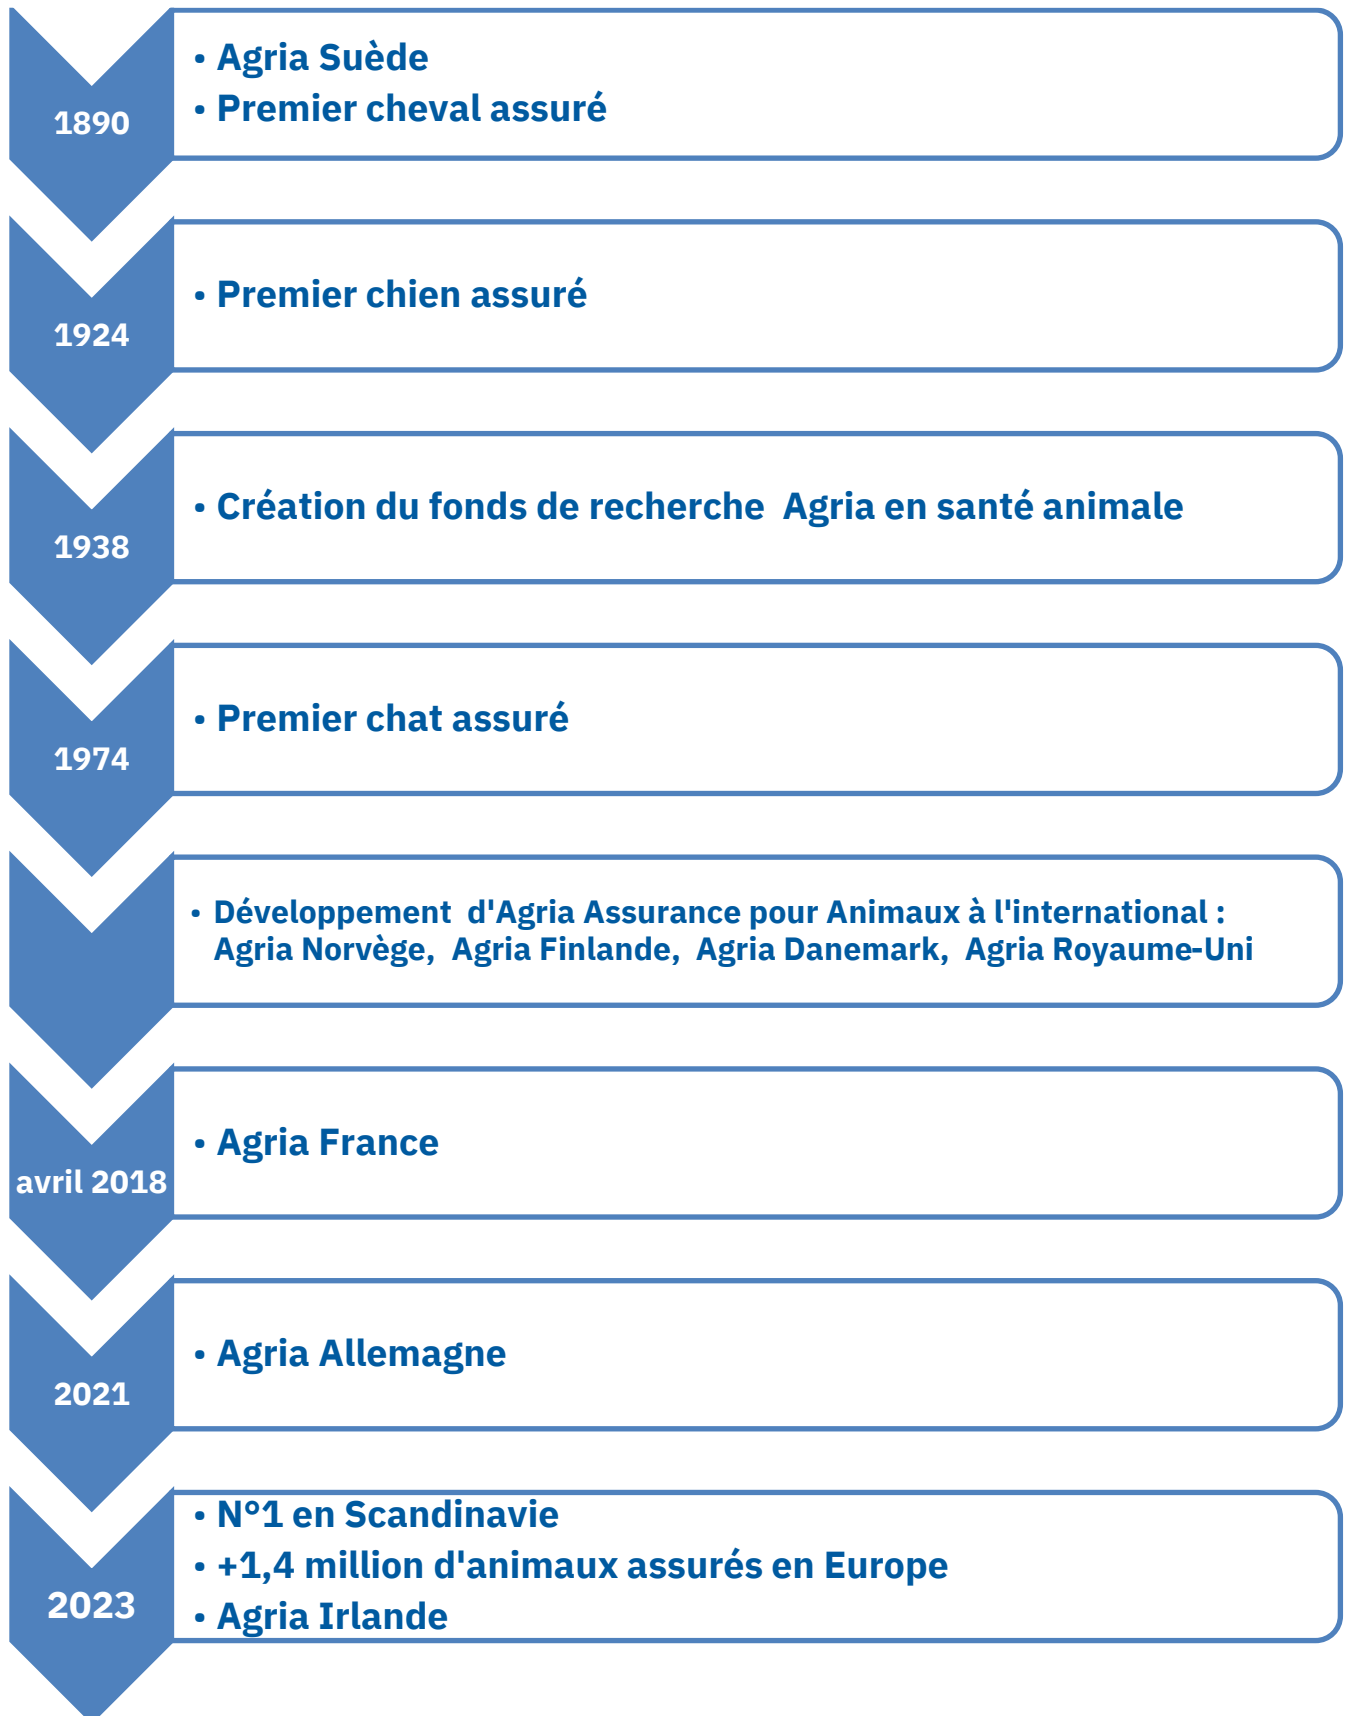 1890
• Agria Suède
• Premier cheval assuré
1924
• Premier chien assuré
1938
• Création du fonds de recherche  Agria en santé animale
1974
• Premier chat assuré
• Développement  d'Agria Assurance pour Animaux à l'international :
Agria Norvège,  Agria Finlande,  Agria Danemark,  Agria Royaume-Uni
avril 2018
• Agria France
2021
• Agria Allemagne
2023
• N°1 en Scandinavie
• +1,4 million d'animaux assurés en Europe
• Agria Irlande